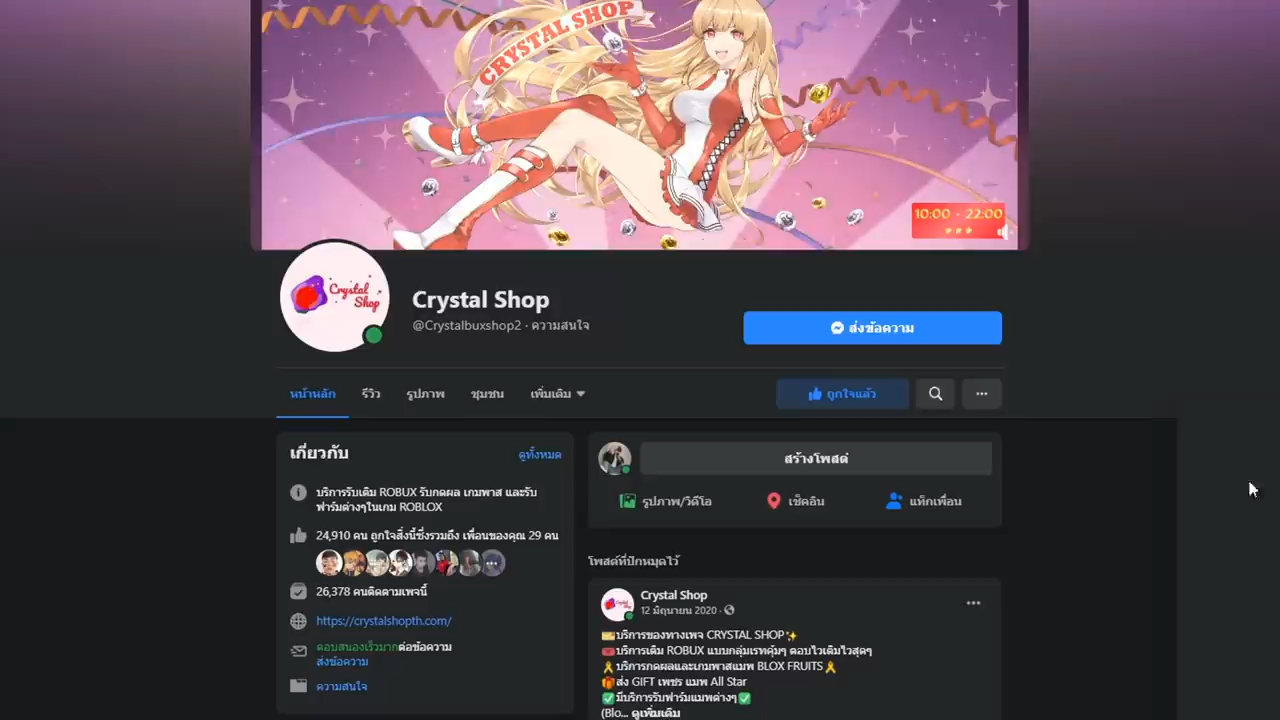 CRYSTAL SHOP
10:00 - 22:00
Crystal Shop
Crystal Shop
@Crystalbuxshop2 · ความสนใจ
ส่งข้อความ
หน้าหลัก
รีวิว
รูปภาพ
ชุมชน
เพิ่มเติม
ถูกใจแล้ว
เกี่ยวกับ
ดูทั้งหมด
บริการรับเติม ROBUX รับกดผล เกมพาส และรับ
ฟาร์มต่างๆในเกม ROBLOX
24,910 คน ถูกใจสิ่งนี้ซึ่งรวมถึง เพื่อนของคุณ 29 คน
26,378 คนติดตามเพจนี้
https://crystalshopth.com/
ตอบสนองเร็วมากต่อข้อความ
ส่งข้อความ
ความสนใจ
สร้างโพสต์
รูปภาพ/วิดีโอ
เช็คอิน
แท็กเพื่อน
โพสต์ที่ปักหมุดไว้
Crystal Shop
12 มิถุนายน 2020 ·
บริการของทางเพจ CRYSTAL SHOP✨
🎟️บริการเติม ROBUX แบบกลุ่มเรทคุ้มๆ ตอบไวเติมไวสุดๆ
🎗️บริการกดผลและเกมพาสแมพ BLOX FRUITS🎗️
🎁ส่ง GIFT เพชร แมพ All Star
✅มีบริการรับฟาร์มแมพต่างๆ✅
(Blo... ดูเพิ่มเติม